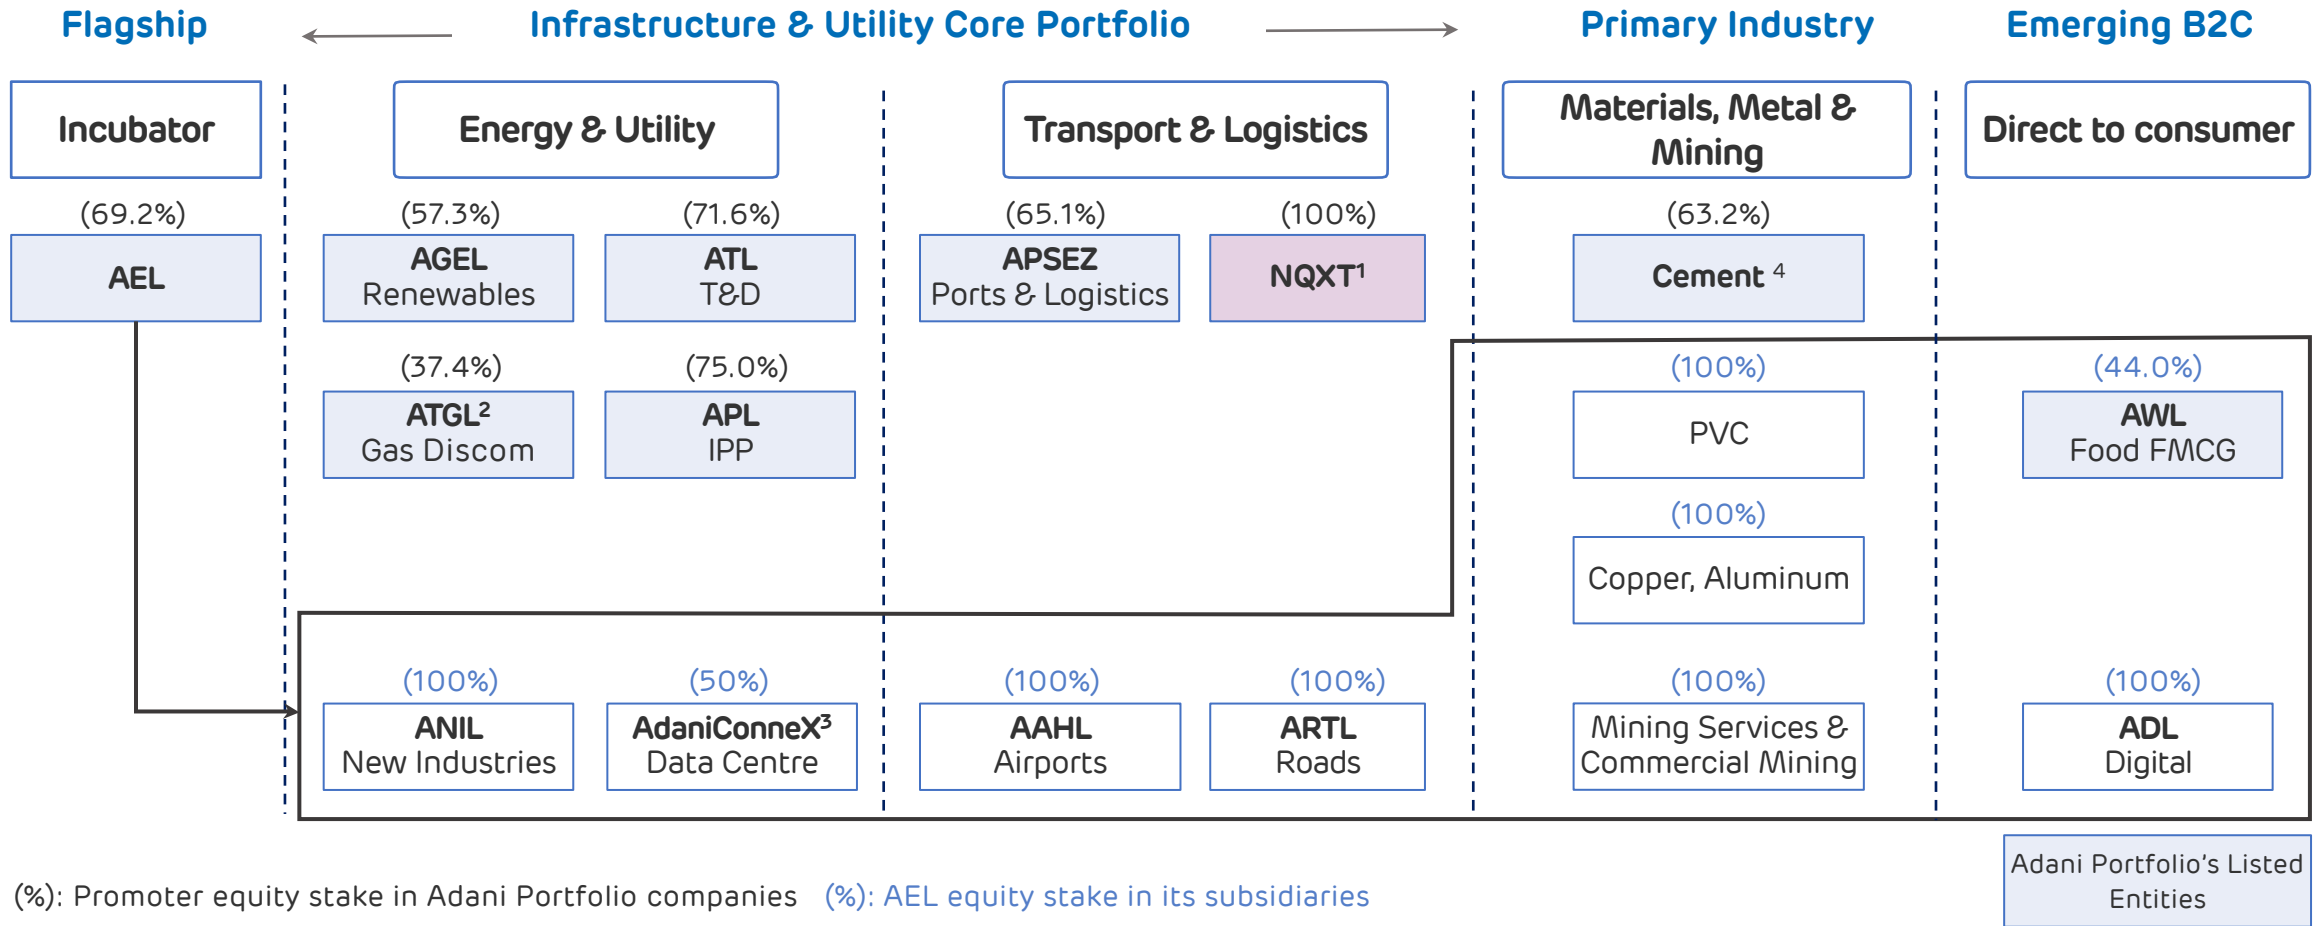 Flagship
Infrastructure & Utility Core Portfolio
Primary Industry
Emerging B2C
Incubator
Energy & Utility
Transport & Logistics
Materials, Metal &
Mining
Direct to consumer
(69.2%)
(57.3%)
(71.6%)
(65.1%)
(100%)
(63.2%)
AEL
AGEL
Renewables
ATL
T&D
APSEZ
Ports & Logistics
NQXT¹
Cement ⁴
(37.4%)
(75.0%)
(100%)
(44.0%)
ATGL²
Gas Discom
APL
IPP
PVC
AWL
Food FMCG
(100%)
Copper, Aluminum
(100%)
(50%)
(100%)
(100%)
(100%)
(100%)
ANIL
New Industries
AdaniConneX³
Data Centre
AAHL
Airports
ARTL
Roads
Mining Services &
Commercial Mining
ADL
Digital
(%): Promoter equity stake in Adani Portfolio companies
(%): AEL equity stake in its subsidiaries
Adani Portfolio's Listed
Entities